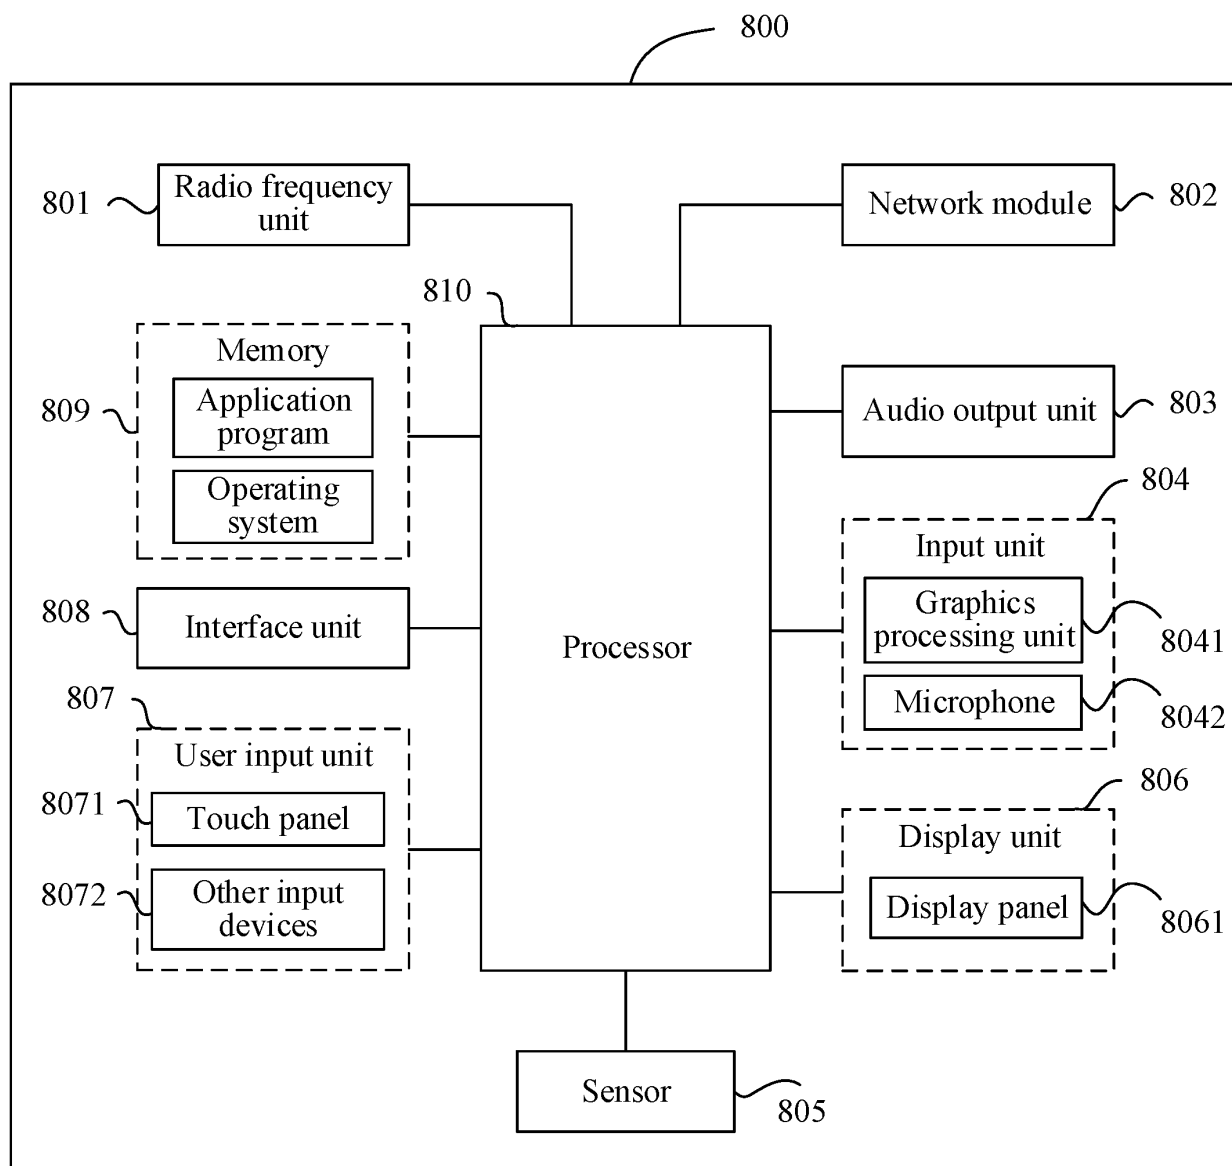 800
801
Radio frequency
unit
Network module
802
810
Memory
809
Application
program
Operating
system
Audio output unit
803
804
808
Interface unit
Processor
Input unit
Graphics
processing unit
8041
Microphone
8042
807
User input unit
8071
Touch panel
8072
Other input
devices
806
Display unit
Display panel
8061
Sensor
805